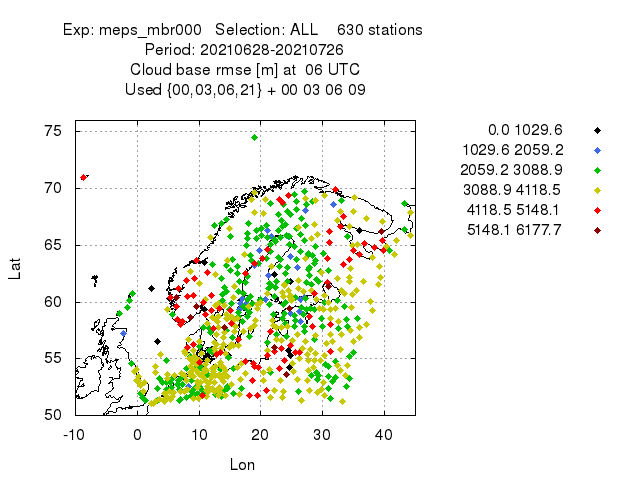 Exp: meps_mbr000   Selection: ALL    630 stations
Period: 20210628-20210726
Cloud base rmse [m] at  06 UTC
Used {00,03,06,21} + 00 03 06 09
0.0 1029.6
1029.6 2059.2
2059.2 3088.9
3088.9 4118.5
4118.5 5148.1
5148.1 6177.7
75
70
65
60
55
50
Lat
-10 0 10 20 30 40
Lon